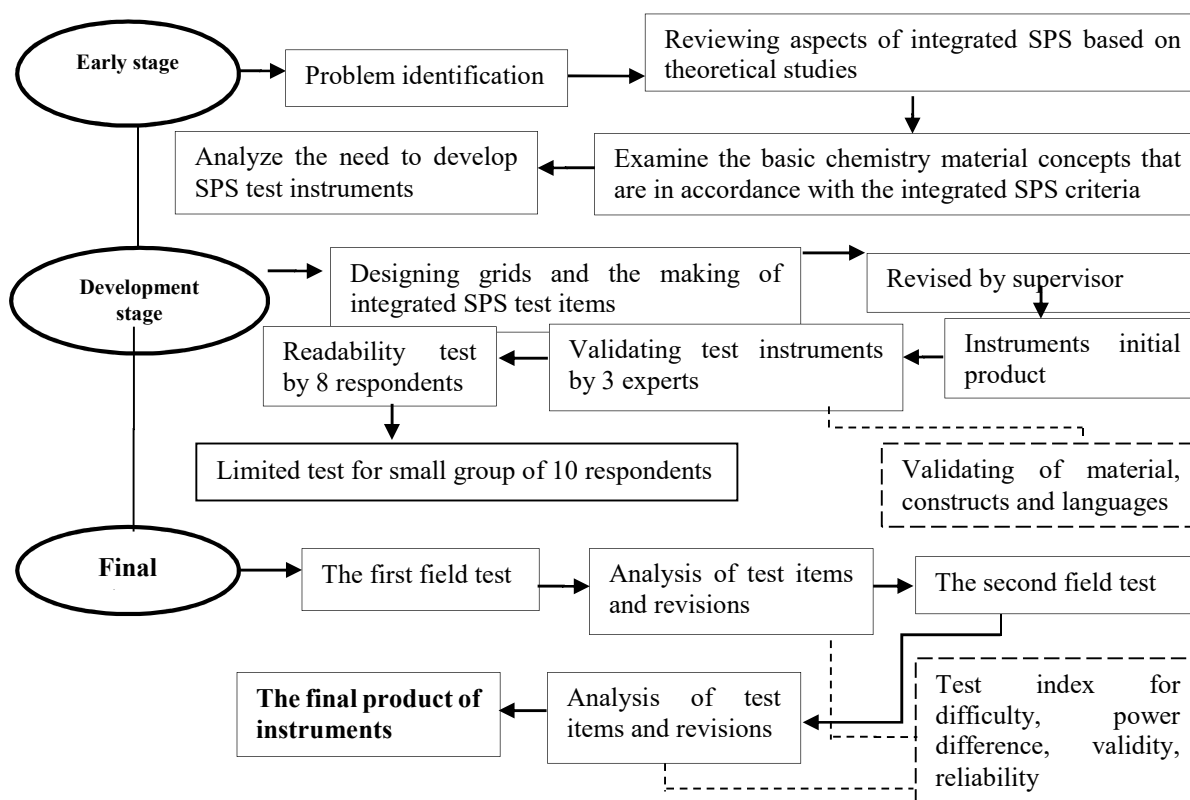 Early stage
Problem identification
Reviewing aspects of integrated SPS based on
theoretical studies
Analyze the need to develop
SPS test instruments
Examine the basic chemistry material concepts that
are in accordance with the integrated SPS criteria
Development
stage
Designing grids and the making of
integrated SPS test items
Revised by supervisor
Readability test
by 8 respondents
Validating test instruments
by 3 experts
Instruments initial
product
Limited test for small group of 10 respondents
Validating of material,
constructs and languages
Final
The first field test
Analysis of test items
and revisions
The second field test
The final product of
instruments
Analysis of test
items and revisions
Test index for
difficulty, power
difference, validity,
reliability